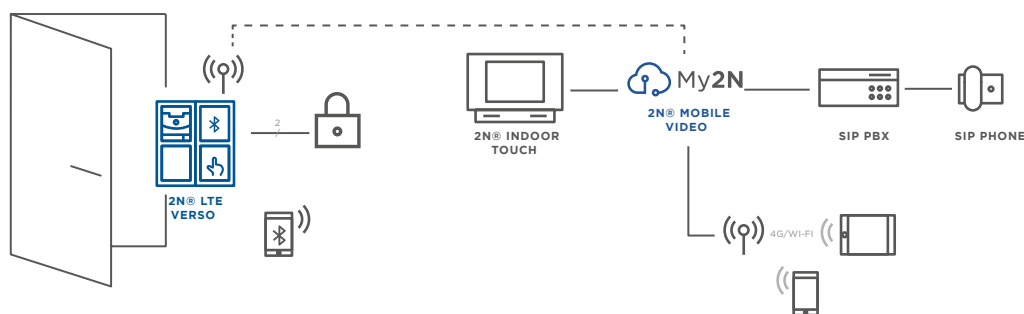 My2N
2
2N® INDOOR
TOUCH
2N® MOBILE
VIDEO
SIP PBX
SIP PHONE
2N® LTE
VERSO
4G/WI-FI